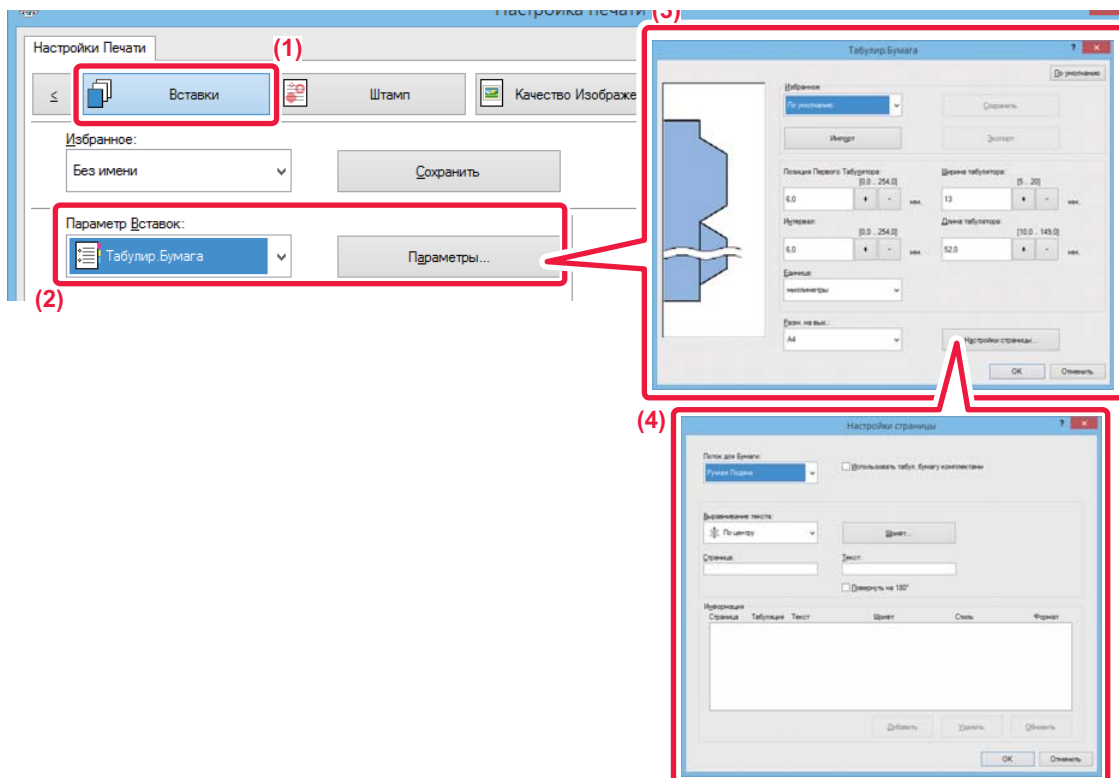 Настройка печати
Настройки Печати
(1)
<
Вставки
Штамп
Качество Изображе
Избранное:
Без имени
Сохранить
Параметр Вставок:
Табулир.Бумага
Параметры...
(2)
(3)
Табулир.Бумага
?
По умолчанию
Избранное
По умолчанию
Сохранить
Импорт
Экспорт
Позиция Первого Табулятора:
[0,0 .. 254,0]
6,0
+
-
мм.
Ширина табулятора:
[5 .. 20]
13
+
-
мм.
Интервал:
[0,0 .. 254,0]
6,0
+
-
мм.
Длина табулятора:
[10,0 .. 149,0]
52,0
+
-
мм.
Единица:
миллиметры
Разм. на вых.:
A4
Настройки страницы...
OK
Отменить
(4)
Настройки страницы
?
Лоток для Бумаги:
Ручная Подача
Использовать табул. бумагу комплектами
Выравнивание текста:
По центру
Шрифт...
Страница:
Текст:
Повернуть на 180°
Информация
Страница Табуляция Текст Шрифт Стиль Формат
Добавить
Удалить
Обновить
OK
Отменить